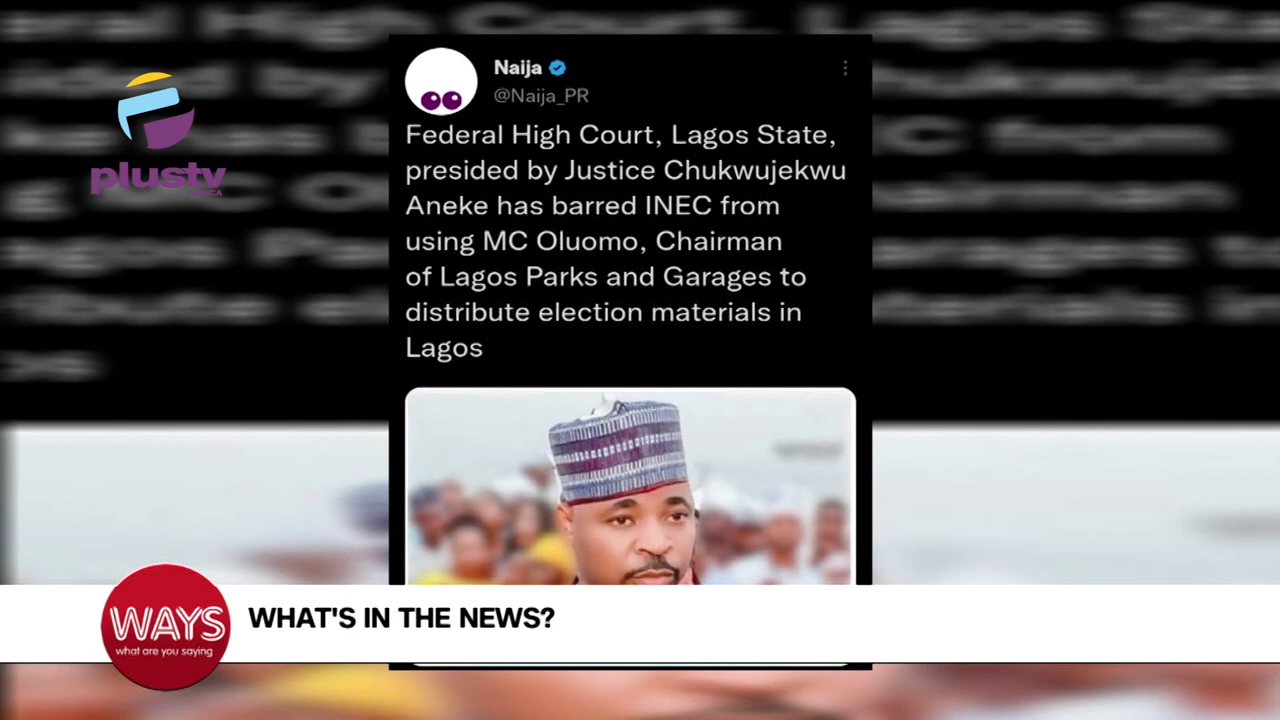 plustv
AFRICA
Naija
@Naija_PR
Federal High Court, Lagos State,
presided by Justice Chukwujekwu
Aneke has barred INEC from
using MC Oluomo, Chairman
of Lagos Parks and Garages to
distribute election materials in
Lagos
WAYS
what are you saying
WHAT'S IN THE NEWS?